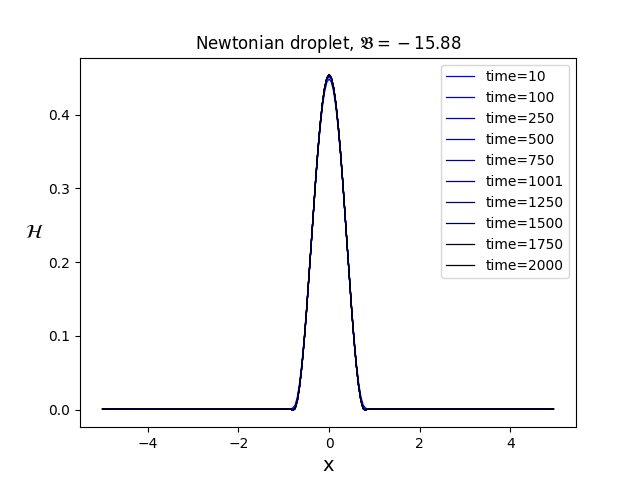 Newtonian droplet, 𝔅 = −15.88
ℋ
0.4
0.3
0.2
0.1
0.0
−4
−2
0
2
4
x
time=10
time=100
time=250
time=500
time=750
time=1001
time=1250
time=1500
time=1750
time=2000